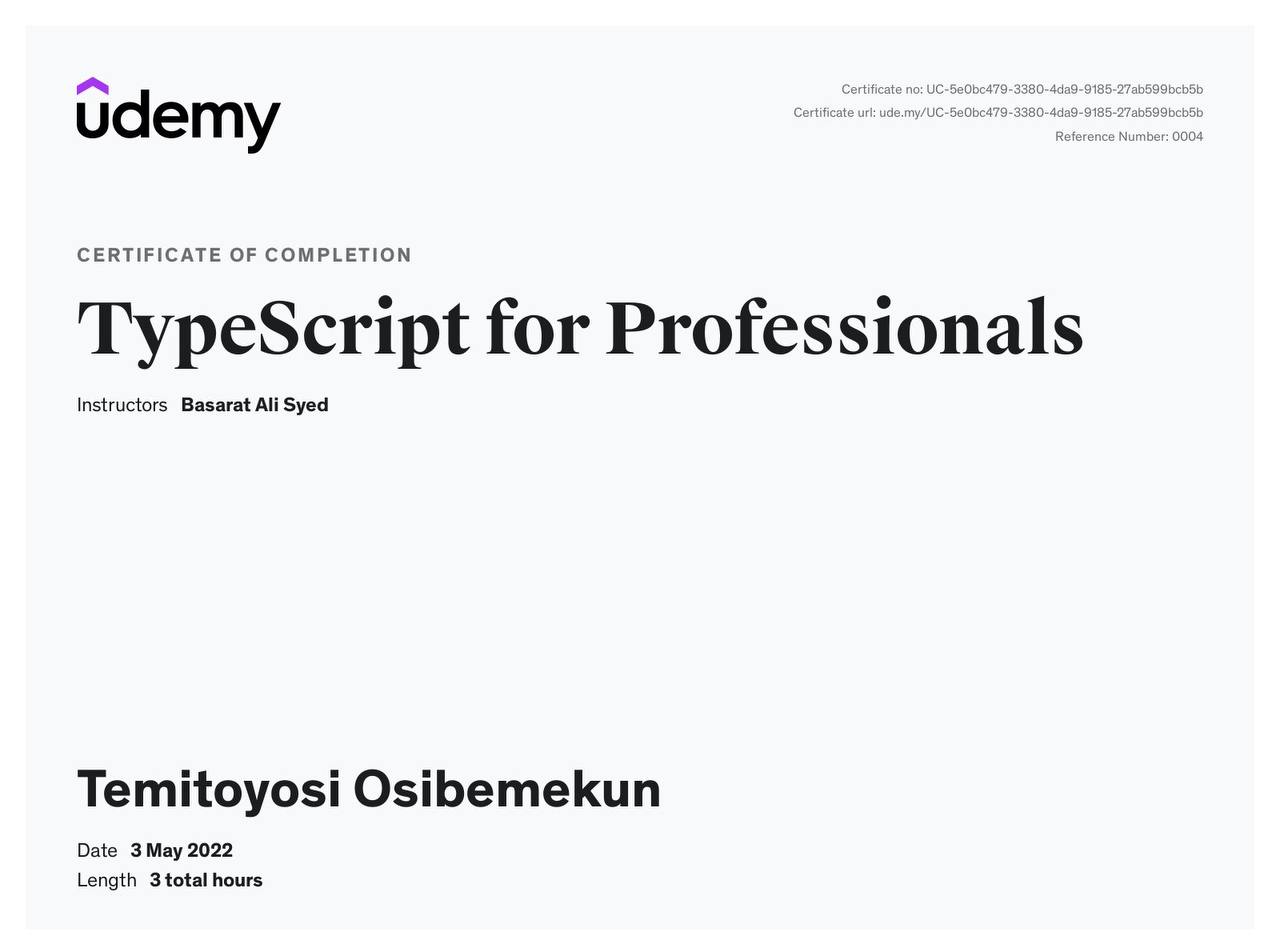 udemy
Certificate no: UC-5e0bc479-3380-4da9-9185-27ab599bcb5b
Certificate url: ude.my/UC-5e0bc479-3380-4da9-9185-27ab599bcb5b
Reference Number: 0004
CERTIFICATE OF COMPLETION
TypeScript for Professionals
Instructors Basarat Ali Syed
Temitoyosi Osibemekun
Date 3 May 2022
Length 3 total hours